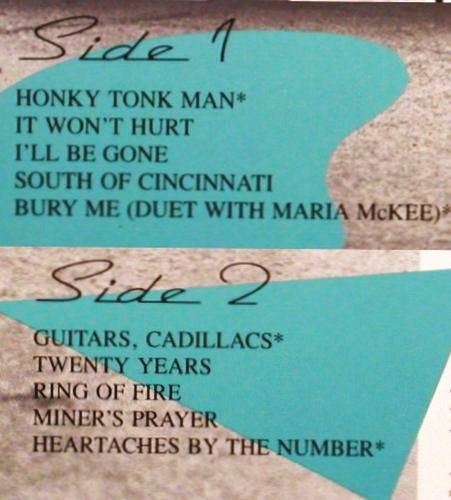 Side 1
HONKY TONK MAN*
IT WON'T HURT
I'LL BE GONE
SOUTH OF CINCINNATI
BURY ME (DUET WITH MARIA McKEE)*
Side 2
GUITARS, CADILLACS*
TWENTY YEARS
RING OF FIRE
MINER'S PRAYER
HEARTACHES BY THE NUMBER*